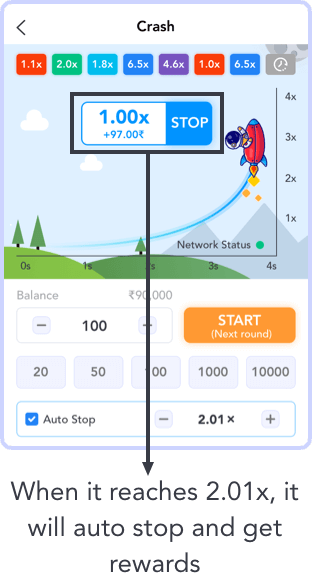 Crash
1.1x 2.0x 1.8x 6.5x 4.6x 1.0x 6.5x
1.00x
+97.00₹
STOP
4x
3x
2x
1x
Network Status
0s 1s 3s 4s
Balance ₹90,000
100
START
(Next round)
20 50 1000 10000
Auto Stop 2.01×
When it reaches 2.01x, it
will auto stop and get
rewards